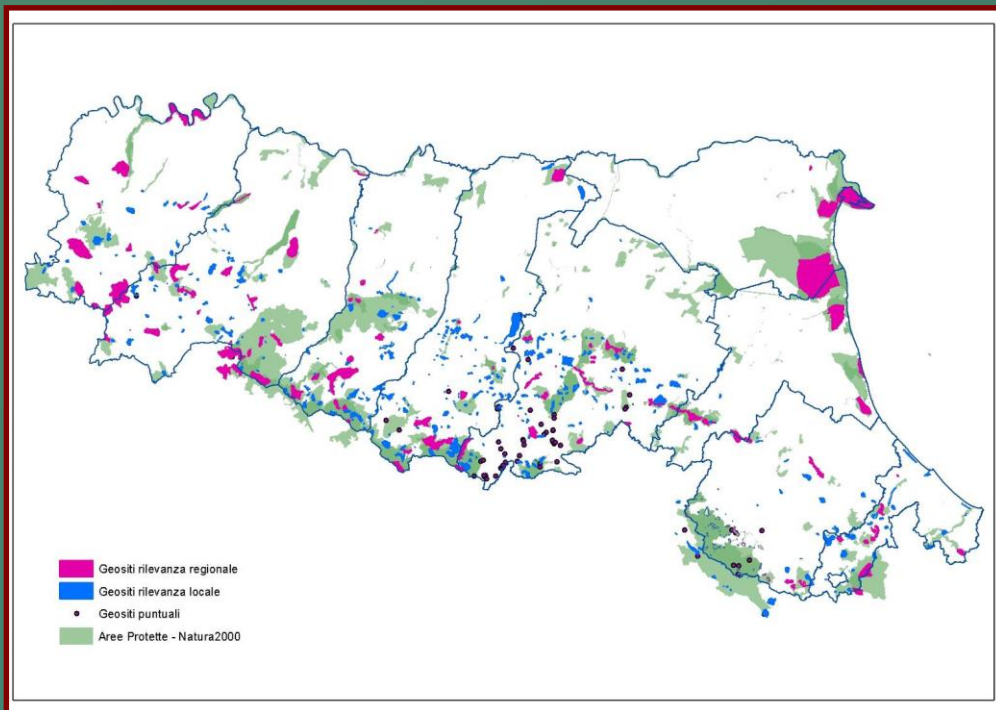 Geositi rilevanza regionale
Geositi rilevanza locale
Geositi puntuali
Aree Protette - Natura2000